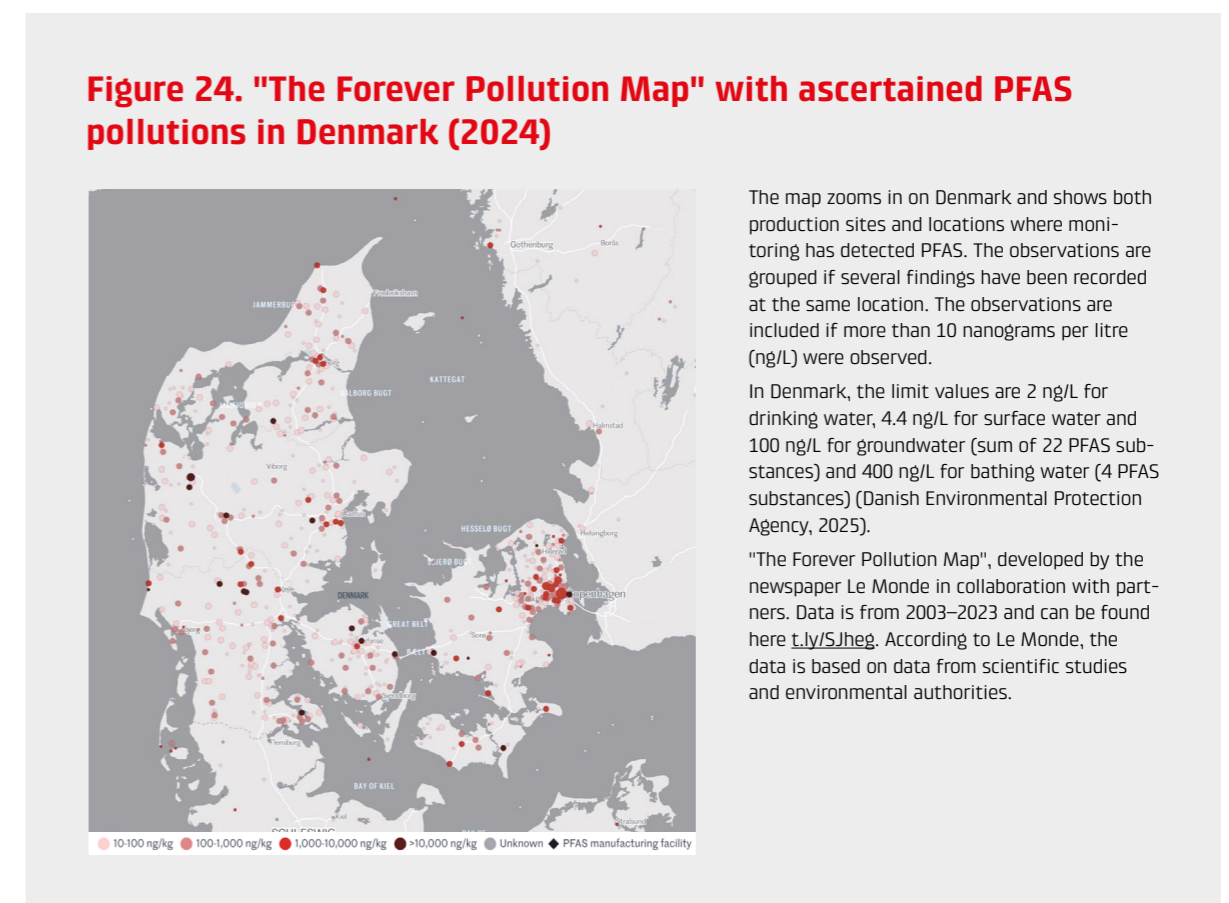 Figure 24. "The Forever Pollution Map" with ascertained PFAS
pollutions in Denmark (2024)
The map zooms in on Denmark and shows both
production sites and locations where moni-
toring has detected PFAS. The observations are
grouped if several findings have been recorded
at the same location. The observations are
included if more than 10 nanograms per litre
(ng/L) were observed.
In Denmark, the limit values are 2 ng/L for
drinking water, 4.4 ng/L for surface water and
100 ng/L for groundwater (sum of 22 PFAS sub-
stances) and 400 ng/L for bathing water (4 PFAS
substances) (Danish Environmental Protection
Agency, 2025).
"The Forever Pollution Map", developed by the
newspaper Le Monde in collaboration with part-
ners. Data is from 2003–2023 and can be found
here t.ly/SJheg. According to Le Monde, the
data is based on data from scientific studies
and environmental authorities.
Gothenburg
Borås
Frederikshavn
JAMMERBUGT
KATTEGAT
AALBORG BUGT
Halmstad
Viborg
HESSELØ BUGT
Helsingborg
Hillerød
DENMARK
Copenhagen
GREAT BELT
Sorø
Svendborg
Flensburg
BAY OF KIEL
Kiel
Stralsund
SCHLESWIG
10-100 ng/kg 100-1,000 ng/kg 1,000-10,000 ng/kg >10,000 ng/kg Unknown PFAS manufacturing facility